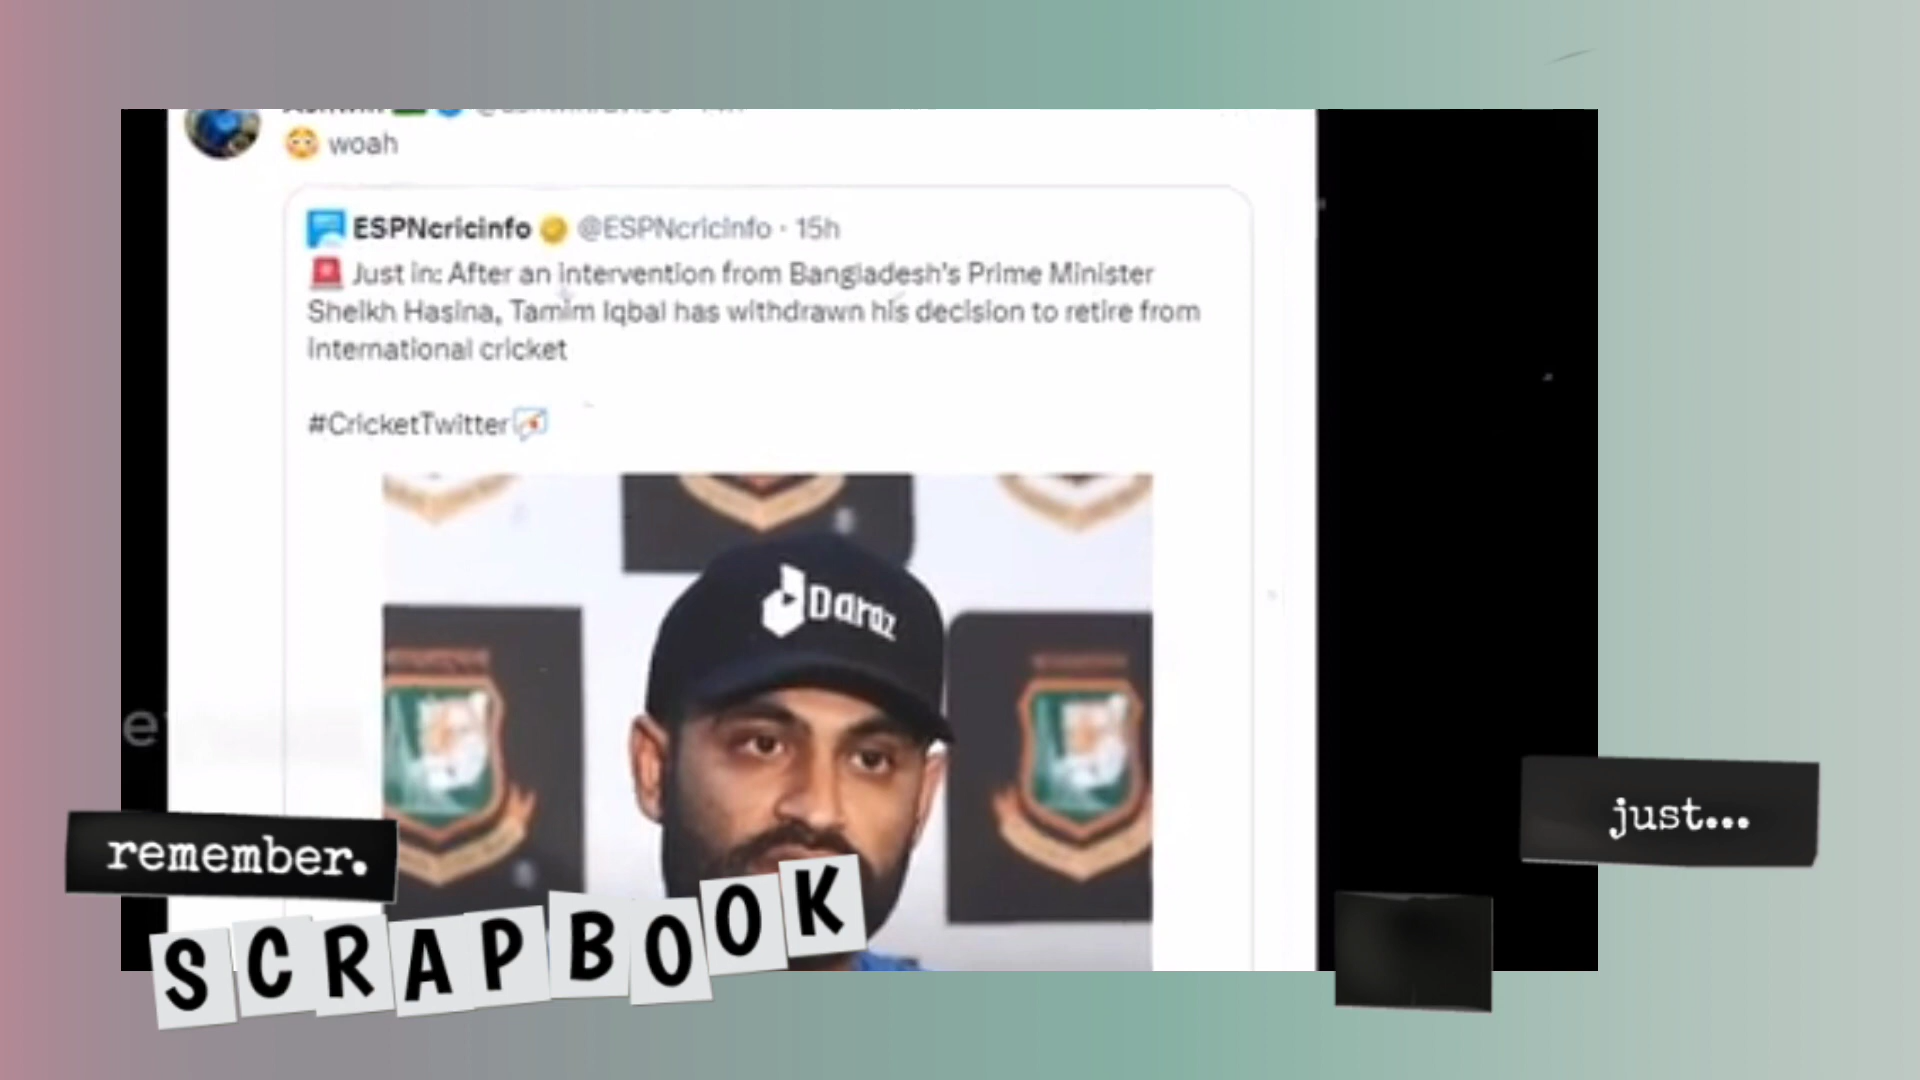 woah
ESPNcricinfo @ESPNcricinfo · 15h
Just in: After an intervention from Bangladesh's Prime Minister
Sheikh Hasina, Tamim Iqbal has withdrawn his decision to retire from
international cricket
#CricketTwitter
Daraz
e
remember.
just...
SCRAPBOOK